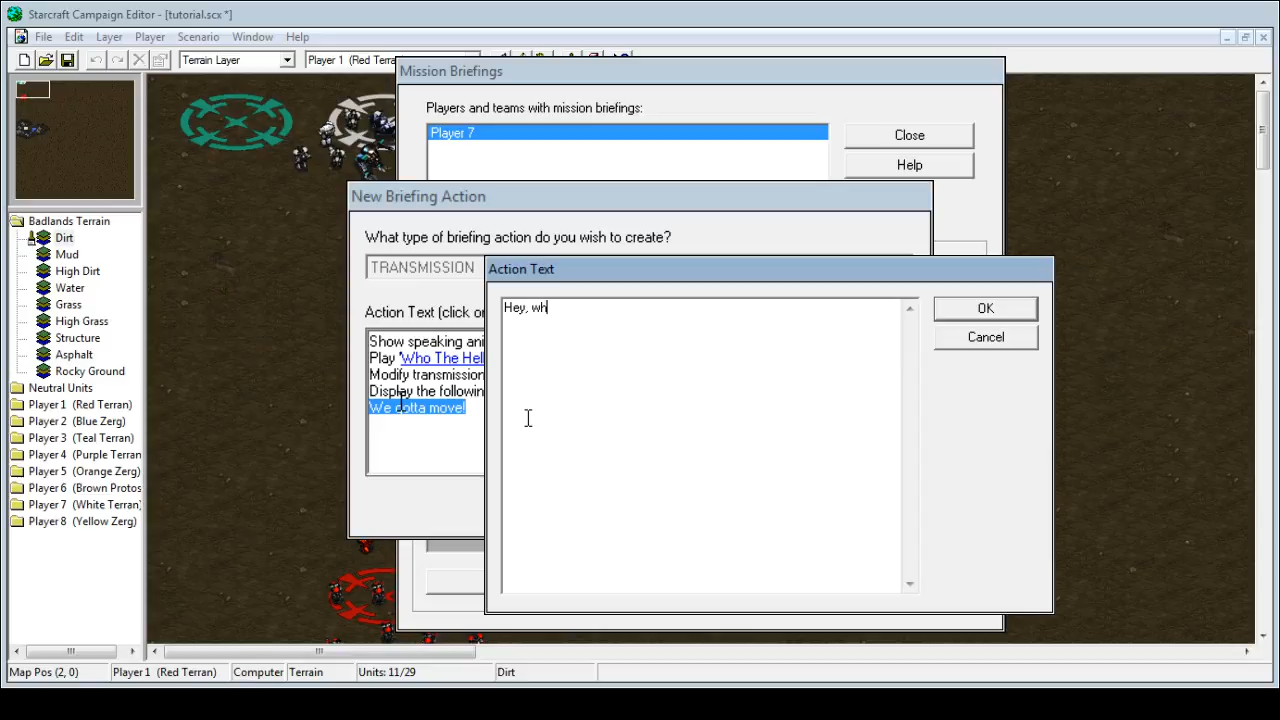 Starcraft Campaign Editor - [tutorial.scx *]
File Edit Layer Player Scenario Window Help
Terrain Layer Player 1 (Red Terra
Mission Briefings
Players and teams with mission briefings:
Player 7
Close
Help
New Briefing Action
What type of briefing action do you wish to create?
TRANSMISSION
Action Text (click or
Show speaking ani
Play 'Who The Hell
Modify transmission
Display the followin
We gotta move!
Action Text
Hey, wh
OK
Cancel
Badlands Terrain
Dirt
Mud
High Dirt
Water
Grass
High Grass
Structure
Asphalt
Rocky Ground
Neutral Units
Player 1 (Red Terran)
Player 2 (Blue Zerg)
Player 3 (Teal Terran)
Player 4 (Purple Terran
Player 5 (Orange Zerg)
Player 6 (Brown Protos
Player 7 (White Terran)
Player 8 (Yellow Zerg)
Map Pos (2, 0) Player 1 (Red Terran) Computer Terrain Units: 11/29 Dirt